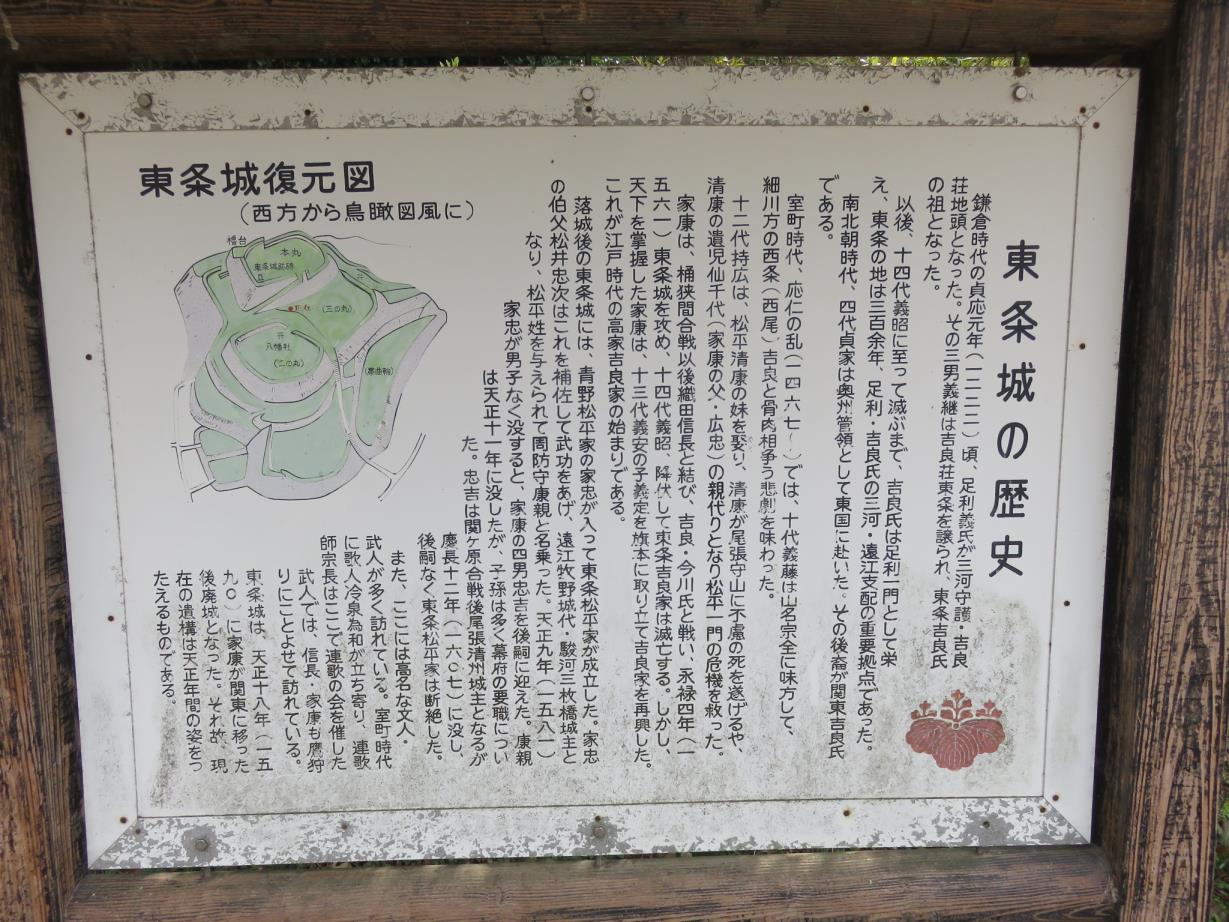 東条城の歴史
鎌倉時代の貞応元年(一二二二)頃、足利義氏が三河守護・吉良
荘地頭となった。その三男義継は吉良荘東条を譲られ、東条吉良氏
の祖となった。
以後、十四代義昭に至って滅ぶまで、吉良氏は足利一門として栄
え、東条の地は三百余年、足利・吉良氏の三河・遠江支配の重要拠点であった。
南北朝時代、四代貞家は奥州管領として東国に赴いた。その後裔が関東吉良氏
である。
室町時代、応仁の乱(一四六七~)では、十代義藤は山名宗全に味方して、
細川方の西条(西尾)吉良と骨肉相争う悲劇を味わった。
十二代持広は、松平清康の妹を娶り、清康が尾張守山に不慮の死を遂げるや、
清康の遺児仙千代(家康の父・広忠)の親代りとなり松平一門の危機を救った。
家康は、桶狭間合戦以後織田信長と結び、吉良・今川氏と戦い、永禄四年(一
五六一)東条城を攻め、十四代義昭、降伏して東条吉良家は滅亡する。しかし、
天下を掌握した家康は、十三代義安の子義定を旗本に取り立て吉良家を再興した。
これが江戸時代の高家吉良家の始まりである。
落城後の東条城には、青野松平家の家忠が入って東条松平家が成立した。家忠
の伯父松井忠次はこれを補佐して武功をあげ、遠江牧野城代・駿河三枚橋城主と
なり、松平姓を与えられて周防守康親と名乗った。天正九年(一五八一)
家忠が男子なく没すると、家康の四男忠吉を後嗣に迎えた。康親
は天正十一年に没したが、子孫は多く幕府の要職につい
た。忠吉は関ヶ原合戦後尾張清州城主となるが
慶長十二年(一六〇七)に没し、
後嗣なく東条松平家は断絶した。
また、ここには高名な文人・
武人が多く訪れている。室町時代
に歌人冷泉為和が立ち寄り、連歌
師宗長はここで連歌の会を催した
武人では、信長・家康も鷹狩
りにことよせて訪れている。
東条城は、天正十八年(一五
九〇)に家康が関東に移った
後廃城となった。それ故、現
在の遺構は天正年間の姿をつ
たえるものである。
東条城復元図
(西方から鳥瞰図風に)
櫓台
本丸
東条城跡碑
(三の丸)
八幡社
(二の丸)
(帯曲輪)